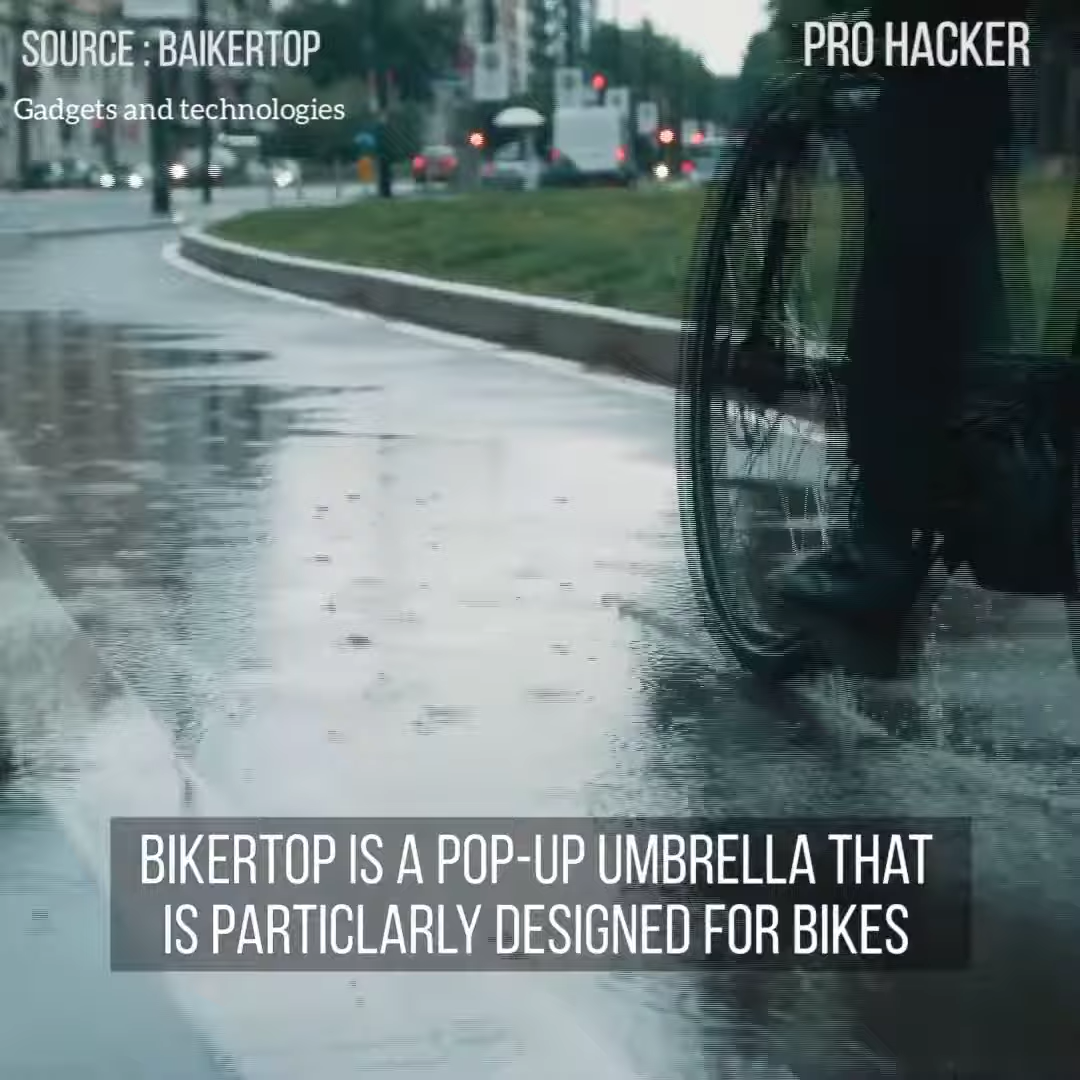 SOURCE : BAIKERTOP
PRO HACKER
Gadgets and technologies
BIKERTOP IS A POP-UP UMBRELLA THAT
IS PARTICLARLY DESIGNED FOR BIKES